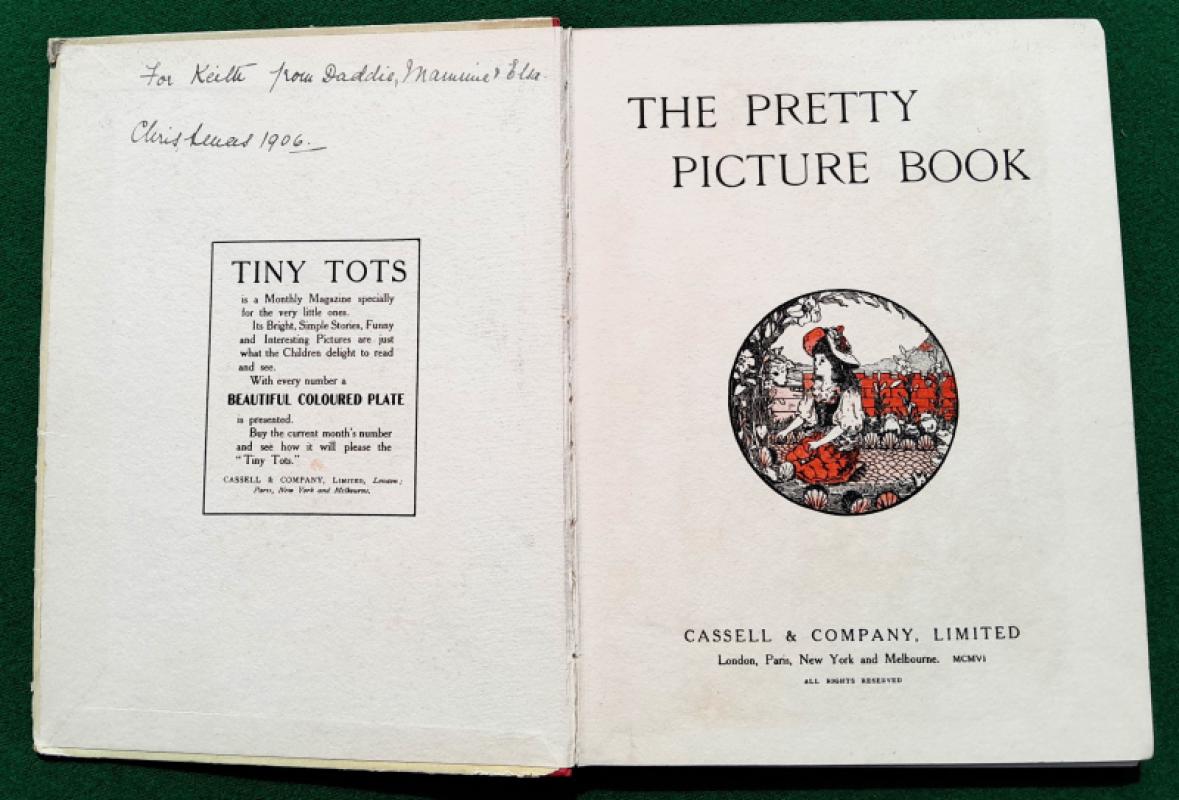 For Keith from Daddie, Mammie & Elsa.
Christmas 1906.
TINY TOTS
is a Monthly Magazine specially
for the very little ones.
Its Bright, Simple Stories, Funny
and Interesting Pictures are just
what the Children delight to read
and see.
With every number a
BEAUTIFUL COLOURED PLATE
is presented.
Buy the current month's number
and see how it will please the
"Tiny Tots."
CASSELL & COMPANY, LIMITED, London;
Paris, New York and Melbourne.
THE PRETTY
PICTURE BOOK
CASSELL & COMPANY, LIMITED
London, Paris, New York and Melbourne. MCMVI
ALL RIGHTS RESERVED